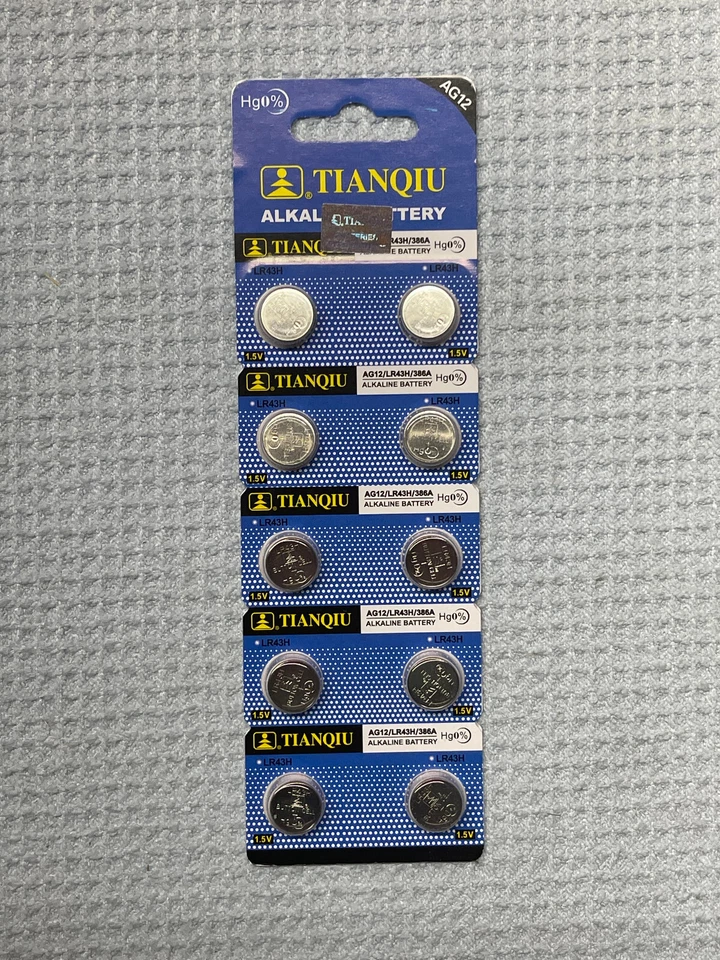 Hg0%
AG12
TIANQIU®
ALKAL TTERY
TIANQ LR43H/386A Hg0%
E BATTERY
LR43H LR43H
1.5V 1.5V
TIANQIU AG12/LR43H/386A Hg0%
ALKALINE BATTERY
LR43H LR43H
1.5V 1.5V
TIANQIU AG12/LR43H/386A Hg0%
ALKALINE BATTERY
LR43H LR43H
1.5V 1.5V
TIANQIU AG12/LR43H/386A Hg0%
ALKALINE BATTERY
LR43H LR43H
1.5V 1.5V
TIANQIU AG12/LR43H/386A Hg0%
ALKALINE BATTERY
LR43H LR43H
1.5V 1.5V